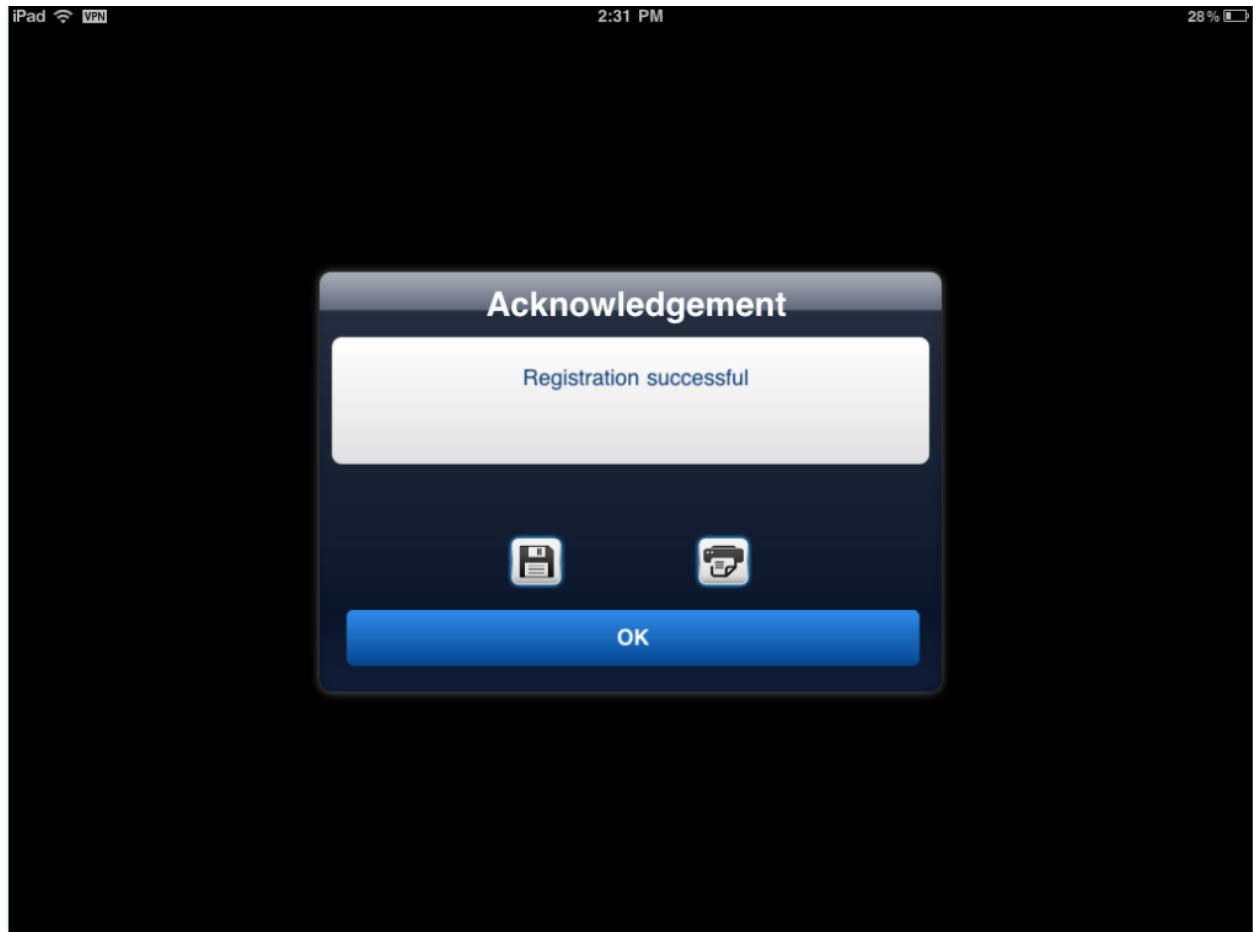 iPad VPN 2:31 PM 28%
Acknowledgement
Registration successful
OK